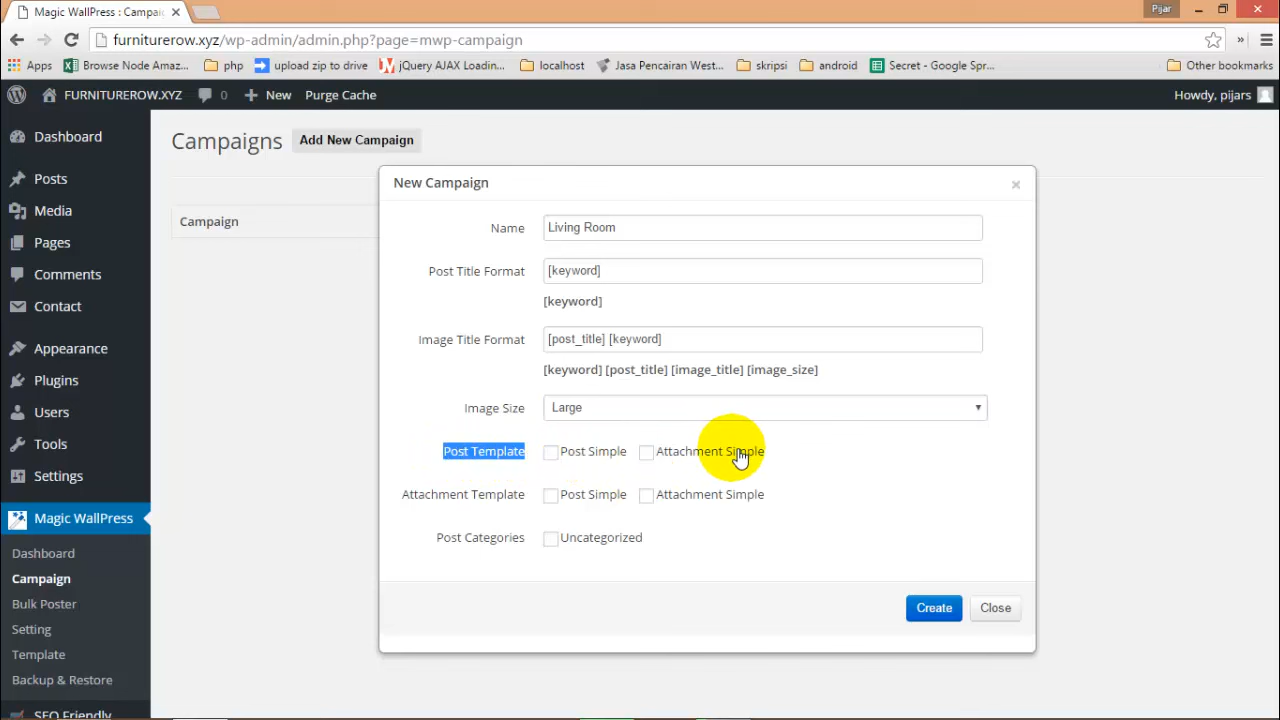 Magic WallPress : Campai
Pijar
furniturerow.xyz/wp-admin/admin.php?page=mwp-campaign
Apps
Browse Node Amaz...
php
upload zip to drive
jQuery AJAX Loadin...
localhost
Jasa Pencairan West...
skripsi
android
Secret - Google Spr...
Other bookmarks
FURNITUREROW.XYZ
0
New
Purge Cache
Howdy, pijars
Dashboard
Posts
Media
Pages
Comments
Contact
Appearance
Plugins
Users
Tools
Settings
Magic WallPress
Dashboard
Campaign
Bulk Poster
Setting
Template
Backup & Restore
SEO Friendly
Campaigns
Add New Campaign
Campaign
New Campaign
×
Name
Living Room
Post Title Format
[keyword]
[keyword]
Image Title Format
[post_title] [keyword]
[keyword] [post_title] [image_title] [image_size]
Image Size
Large
Post Template
Post Simple
Attachment Simple
Attachment Template
Post Simple
Attachment Simple
Post Categories
Uncategorized
Create
Close